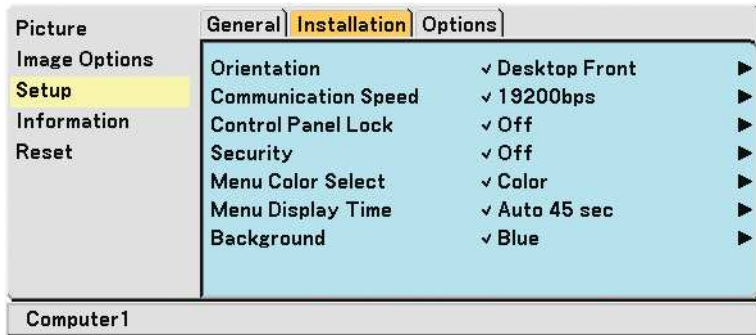 Picture
Image Options
Setup
Information
Reset
General Installation Options
Orientation ✓ Desktop Front ▶
Communication Speed ✓ 19200bps ▶
Control Panel Lock ✓ Off ▶
Security ✓ Off ▶
Menu Color Select ✓ Color ▶
Menu Display Time ✓ Auto 45 sec ▶
Background ✓ Blue ▶
Computer1